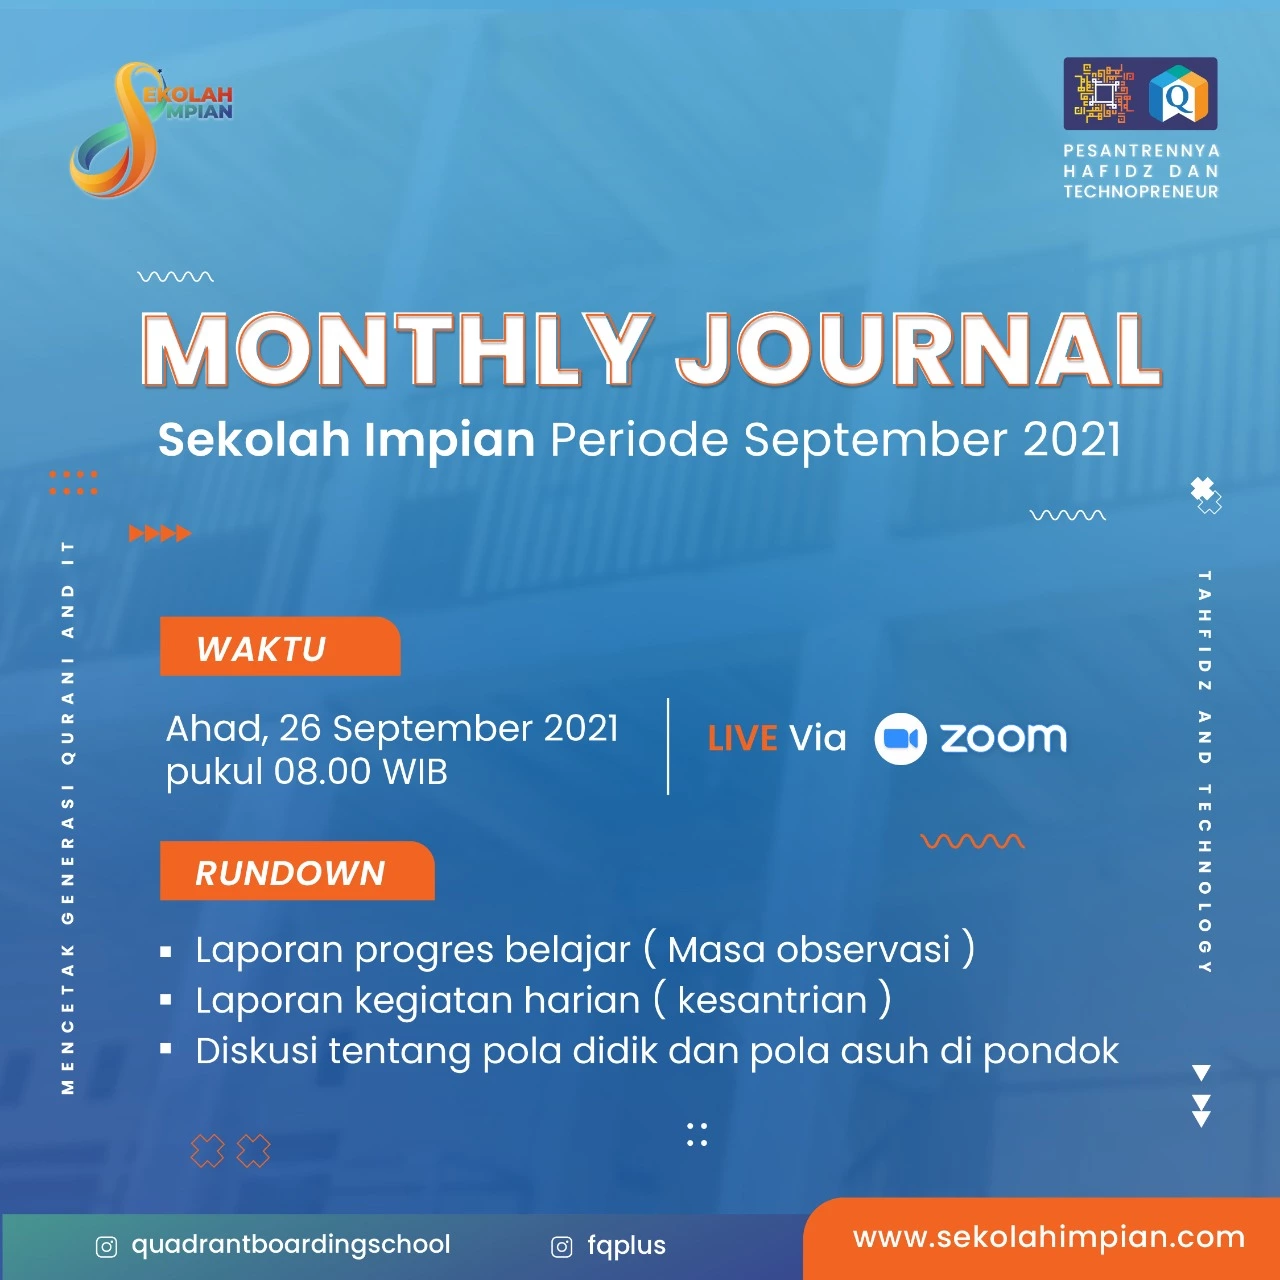 SEKOLAH
IMPIAN
Q
PESANTRENNYA
HAFIDZ DAN
TECHNOPRENEUR
MONTHLY JOURNAL
Sekolah Impian Periode September 2021
MENCETAK GENERASI QURANI AND IT
TAHFIDZ AND TECHNOLOGY
WAKTU
Ahad, 26 September 2021
pukul 08.00 WIB
LIVE Via zoom
RUNDOWN
▪ Laporan progres belajar ( Masa observasi )
▪ Laporan kegiatan harian ( kesantrian )
▪ Diskusi tentang pola didik dan pola asuh di pondok
quadrantboardingschool
fqplus
www.sekolahimpian.com